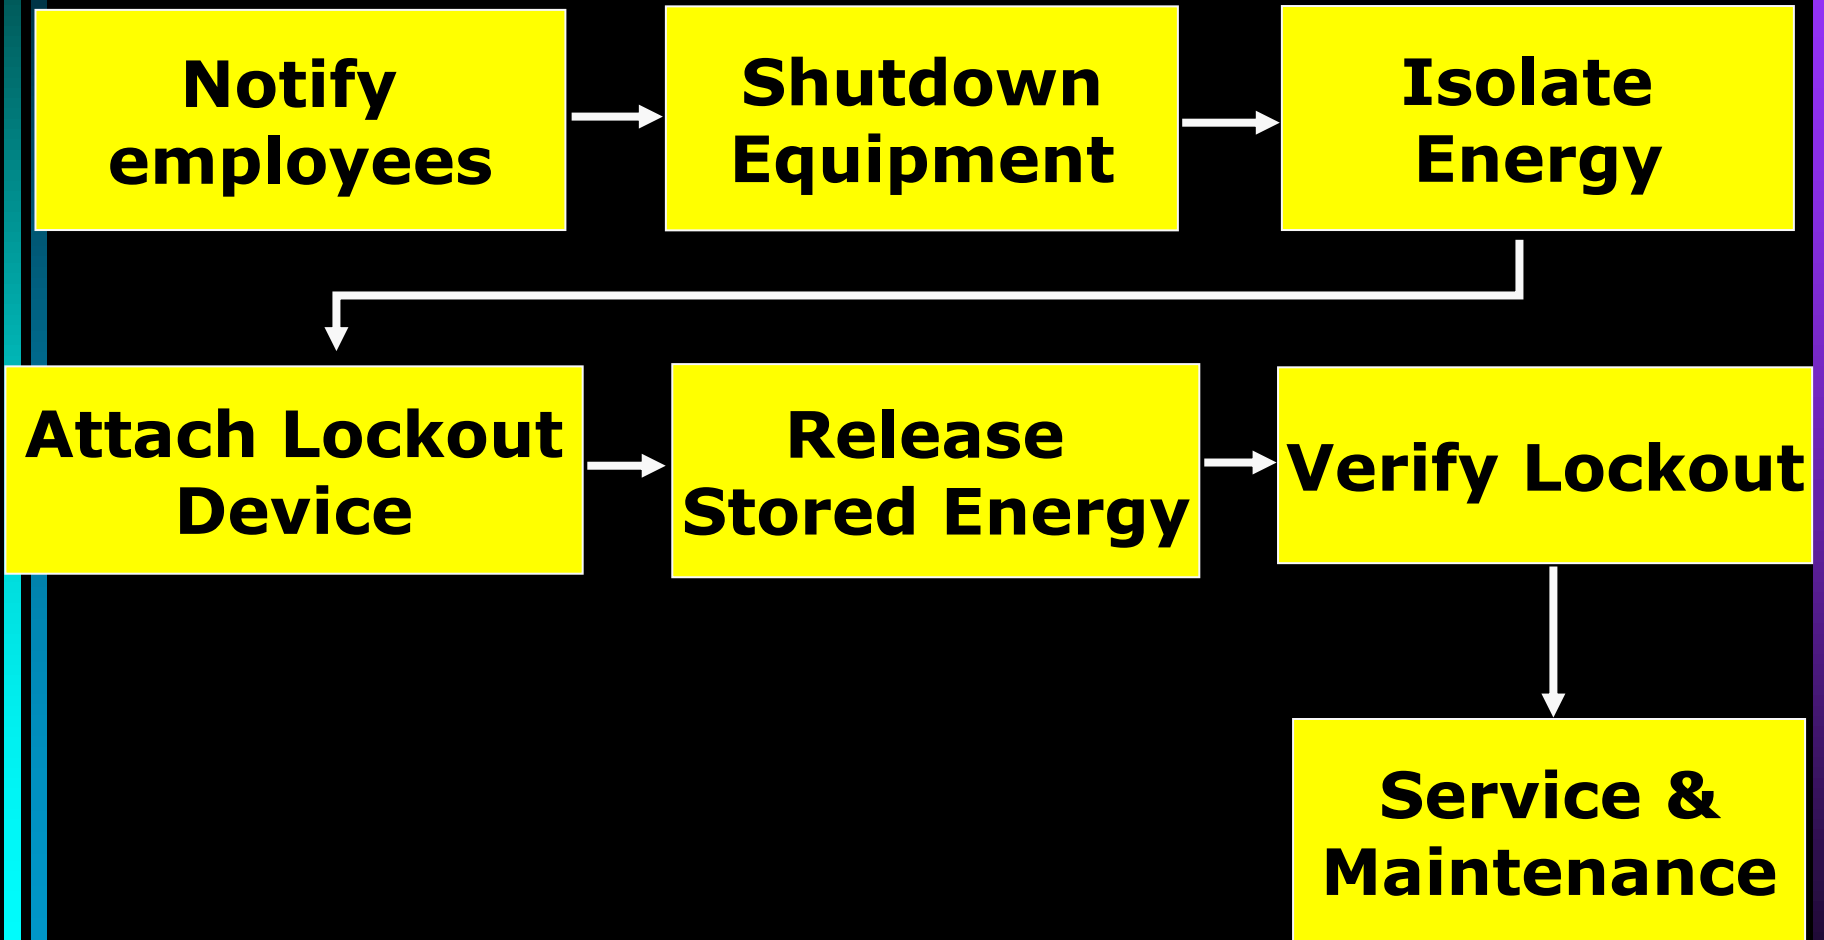 Notify
employees
Shutdown
Equipment
Isolate
Energy
Attach Lockout
Device
Release
Stored Energy
Verify Lockout
Service &
Maintenance